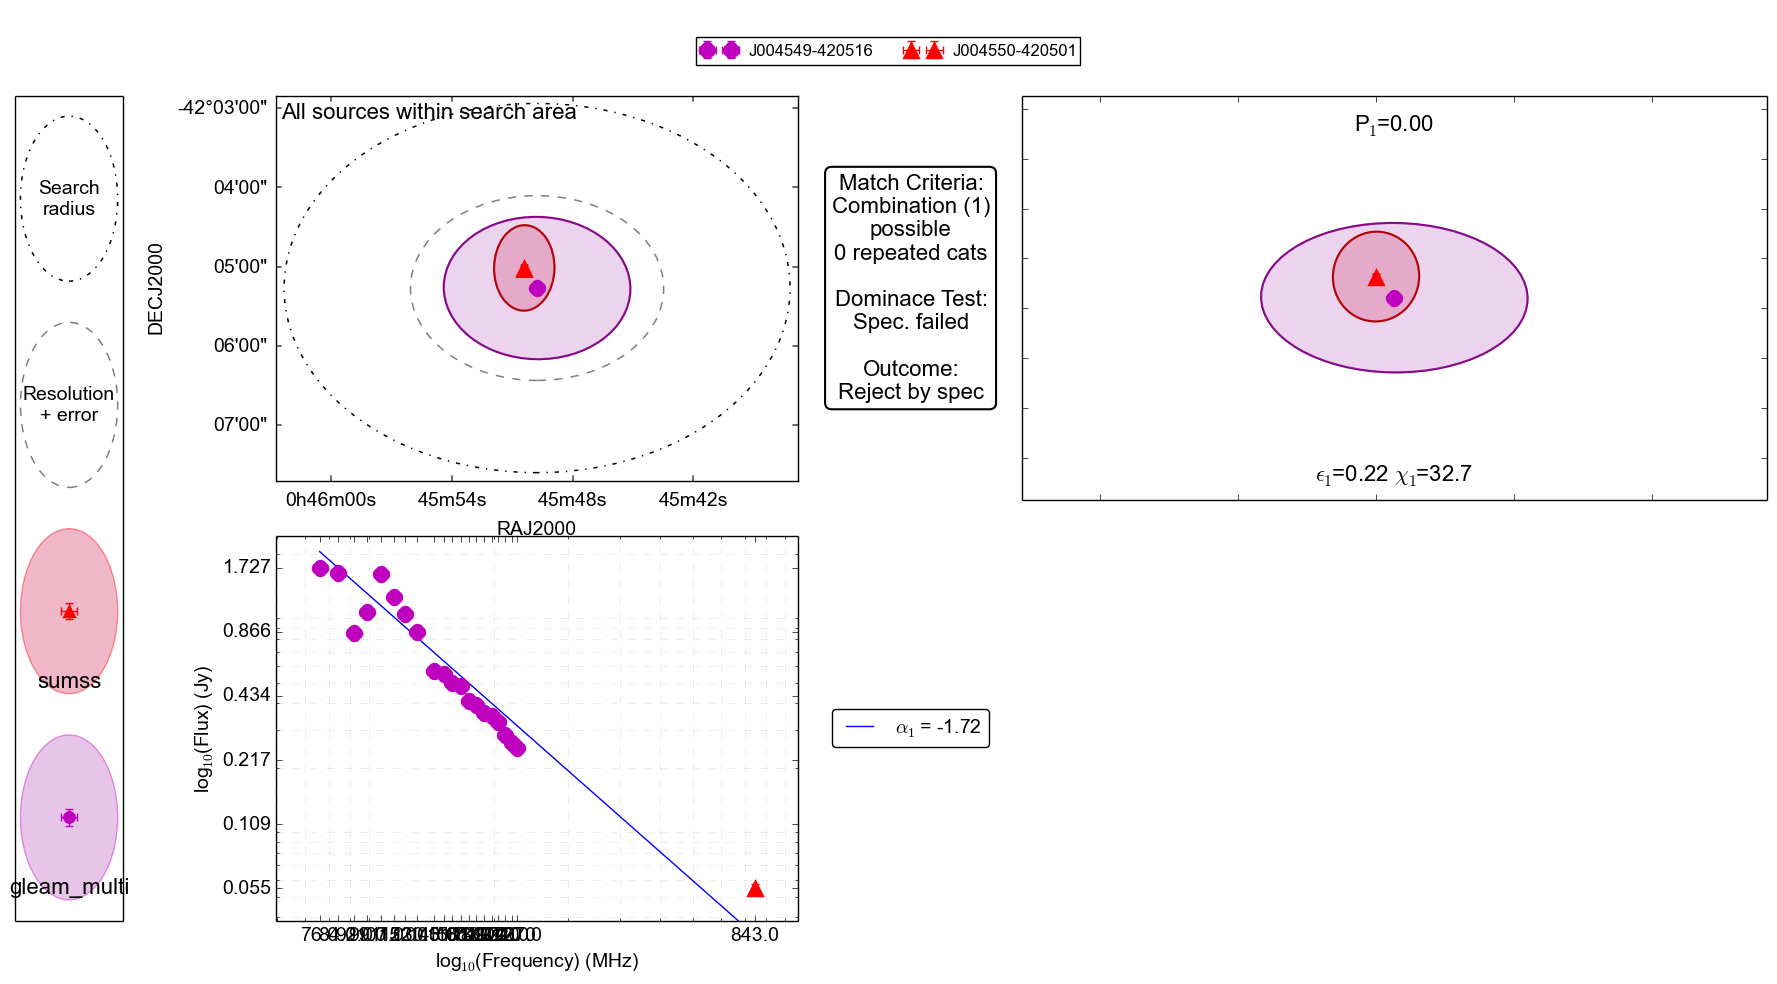 J004549-420516
J004550-420501
Search
radius
Resolution
+ error
sumss
gleam_multi
All sources within search area
DECJ2000
-42°03'00"
04'00"
05'00"
06'00"
07'00"
0h46m00s
45m54s
45m48s
45m42s
RAJ2000
Match Criteria:
Combination (1)
possible
0 repeated cats
Dominace Test:
Spec. failed
Outcome:
Reject by spec
P₁=0.00
ϵ₁=0.22 χ₁=32.7
log₁₀(Flux) (Jy)
1.727
0.866
0.434
0.217
0.109
0.055
843.0
log₁₀(Frequency) (MHz)
α₁ = -1.72